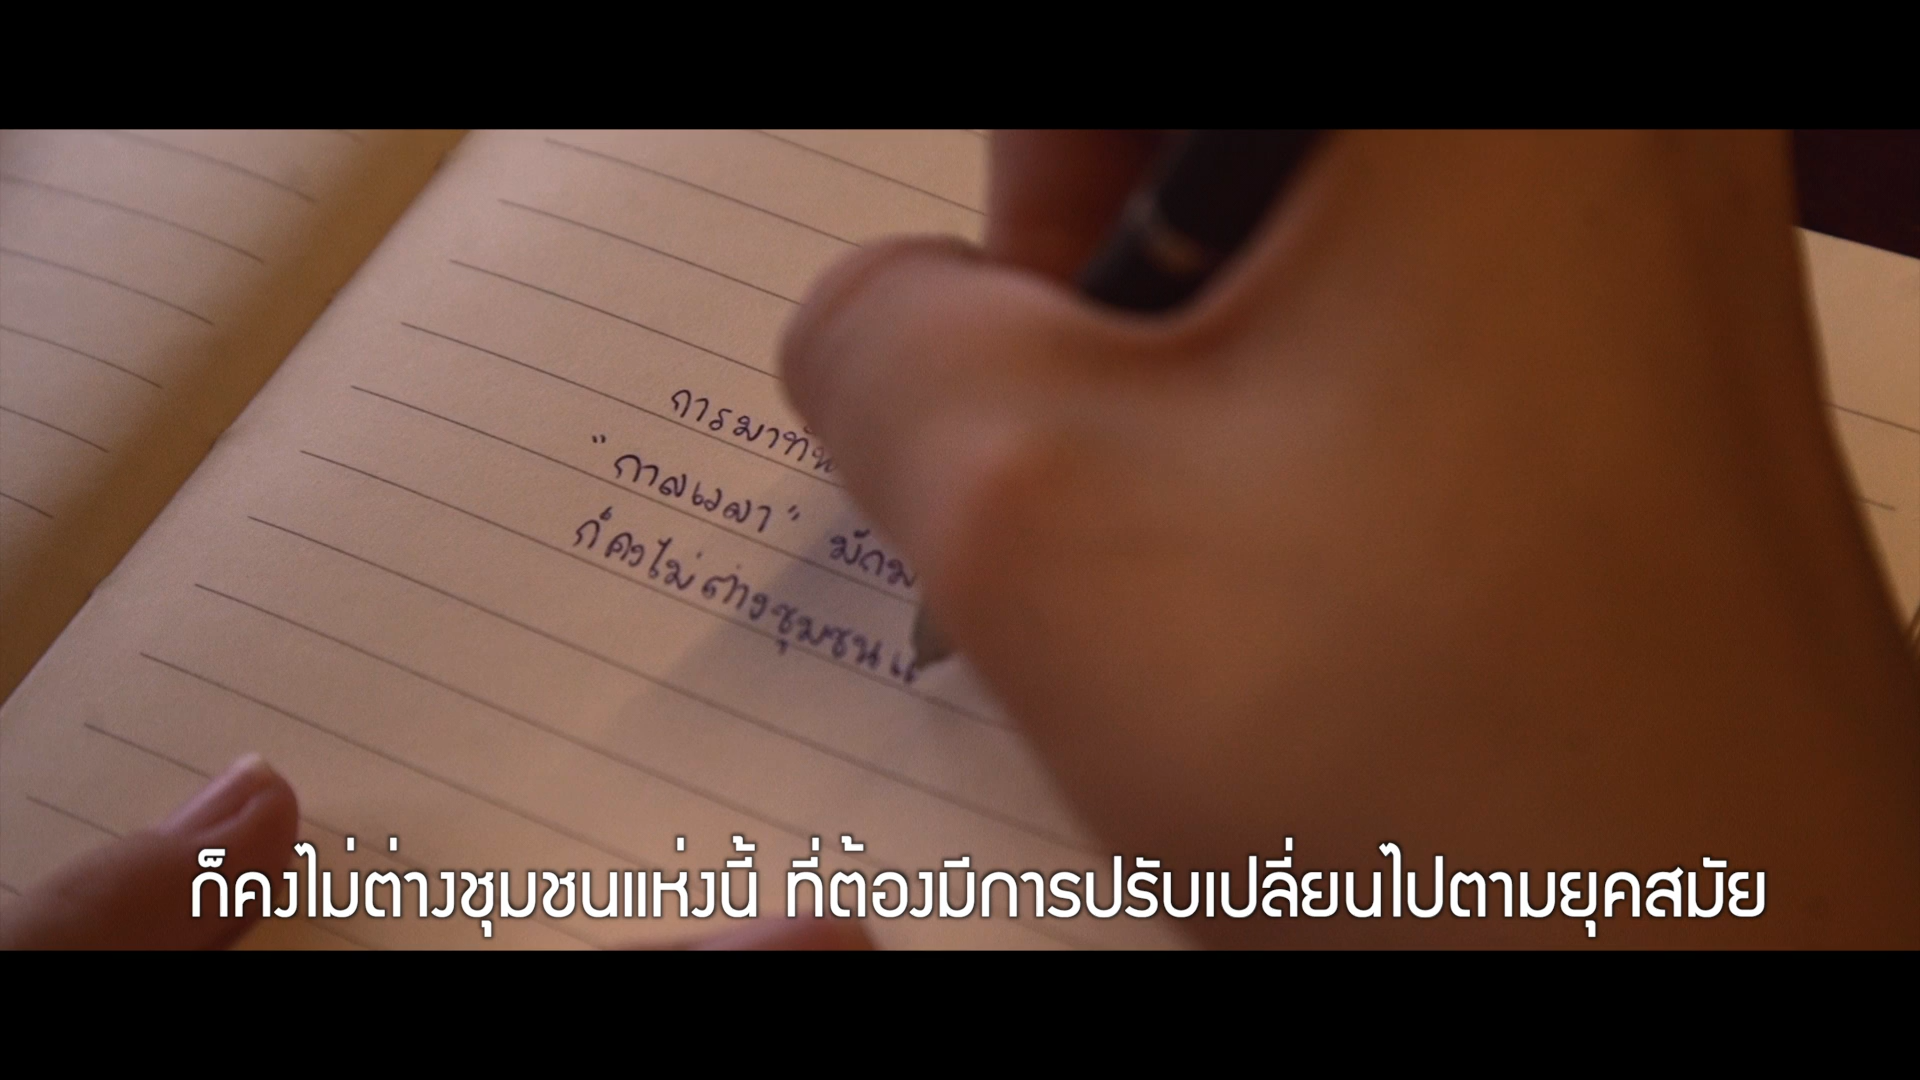 การมาทัน
"กาลเวลา" มักม
ก็คงไม่ต่างชุมชน แ
ก็คงไม่ต่างชุมชนแห่งนี้ ที่ต้องมีการปรับเปลี่ยนไปตามยุคสมัย